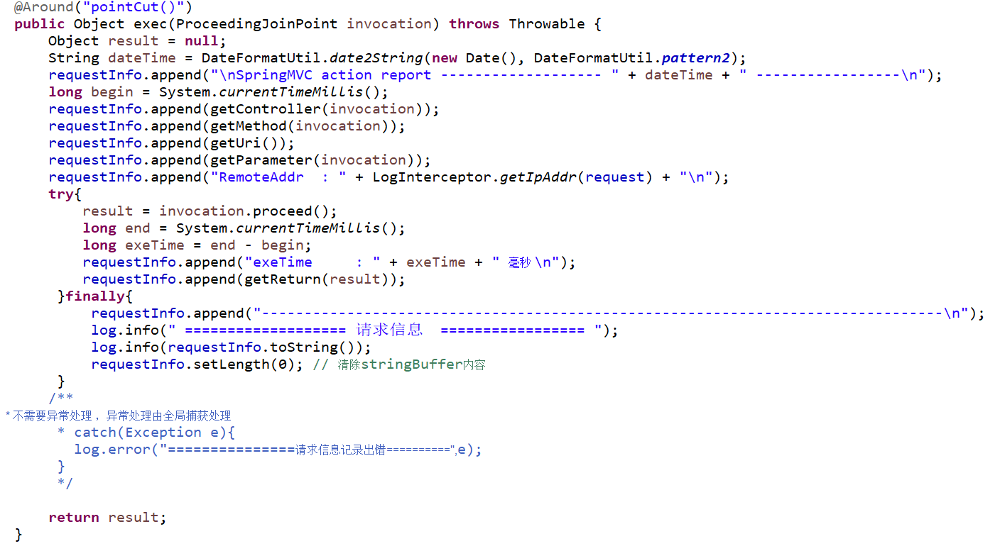 @Around("pointCut()")
public Object exec(ProceedingJoinPoint invocation) throws Throwable {
    Object result = null;
    String dateTime = DateFormatUtil.date2String(new Date(), DateFormatUtil.pattern2);
    requestInfo.append("\nSpringMVC action report ------------------- " + dateTime + " -----------------\n");
    long begin = System.currentTimeMillis();
    requestInfo.append(getController(invocation));
    requestInfo.append(getMethod(invocation));
    requestInfo.append(getUri());
    requestInfo.append(getParameter(invocation));
    requestInfo.append("RemoteAddr  : " + LogInterceptor.getIpAddr(request) + "\n");
    try{
        result = invocation.proceed();
        long end = System.currentTimeMillis();
        long exeTime = end - begin;
        requestInfo.append("exeTime     : " + exeTime + " 毫秒 \n");
        requestInfo.append(getReturn(result));
     }finally{
         requestInfo.append("--------------------------------------------------------------------------------\n");
         log.info(" =================== 请求信息  ================= ");
         log.info(requestInfo.toString());
         requestInfo.setLength(0); // 清除stringBuffer内容
     }
    /**
* 不需要异常处理 ，异常处理由全局捕获处理
     * catch(Exception e){
       log.error("===============请求信息记录出错==========",e);
     }
     */
    return result;
}